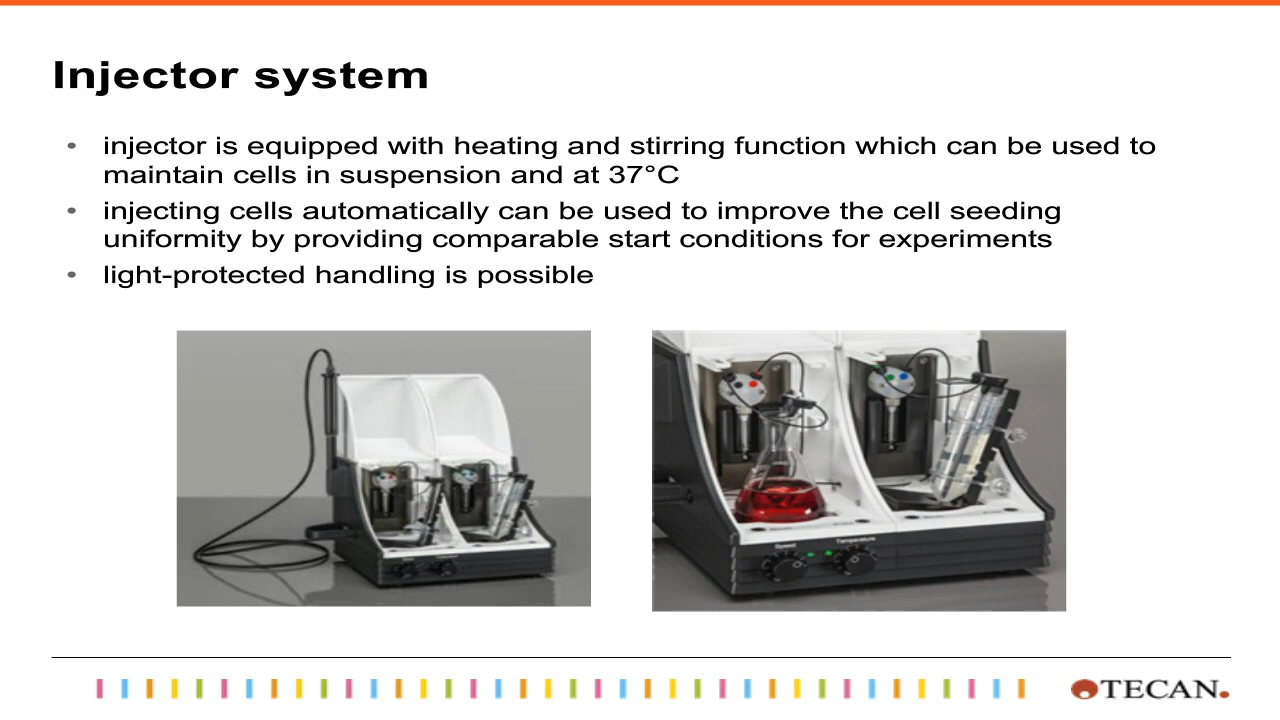 Injector system
• injector is equipped with heating and stirring function which can be used to
maintain cells in suspension and at 37°C
• injecting cells automatically can be used to improve the cell seeding
uniformity by providing comparable start conditions for experiments
• light-protected handling is possible
Speed
Temperature
TECAN.